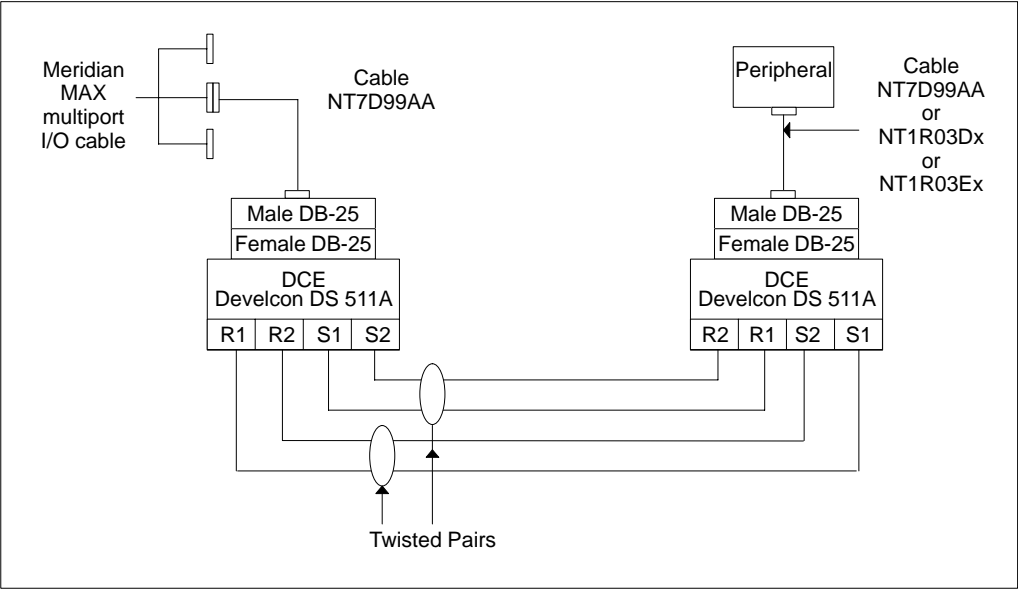 Meridian
MAX
multiport
I/O cable
Cable
NT7D99AA
Peripheral
Cable
NT7D99AA
or
NT1R03Dx
or
NT1R03Ex
Male DB-25
Female DB-25
DCE
Develcon DS 511A
R1 R2 S1 S2
Male DB-25
Female DB-25
DCE
Develcon DS 511A
R2 R1 S2 S1
Twisted Pairs